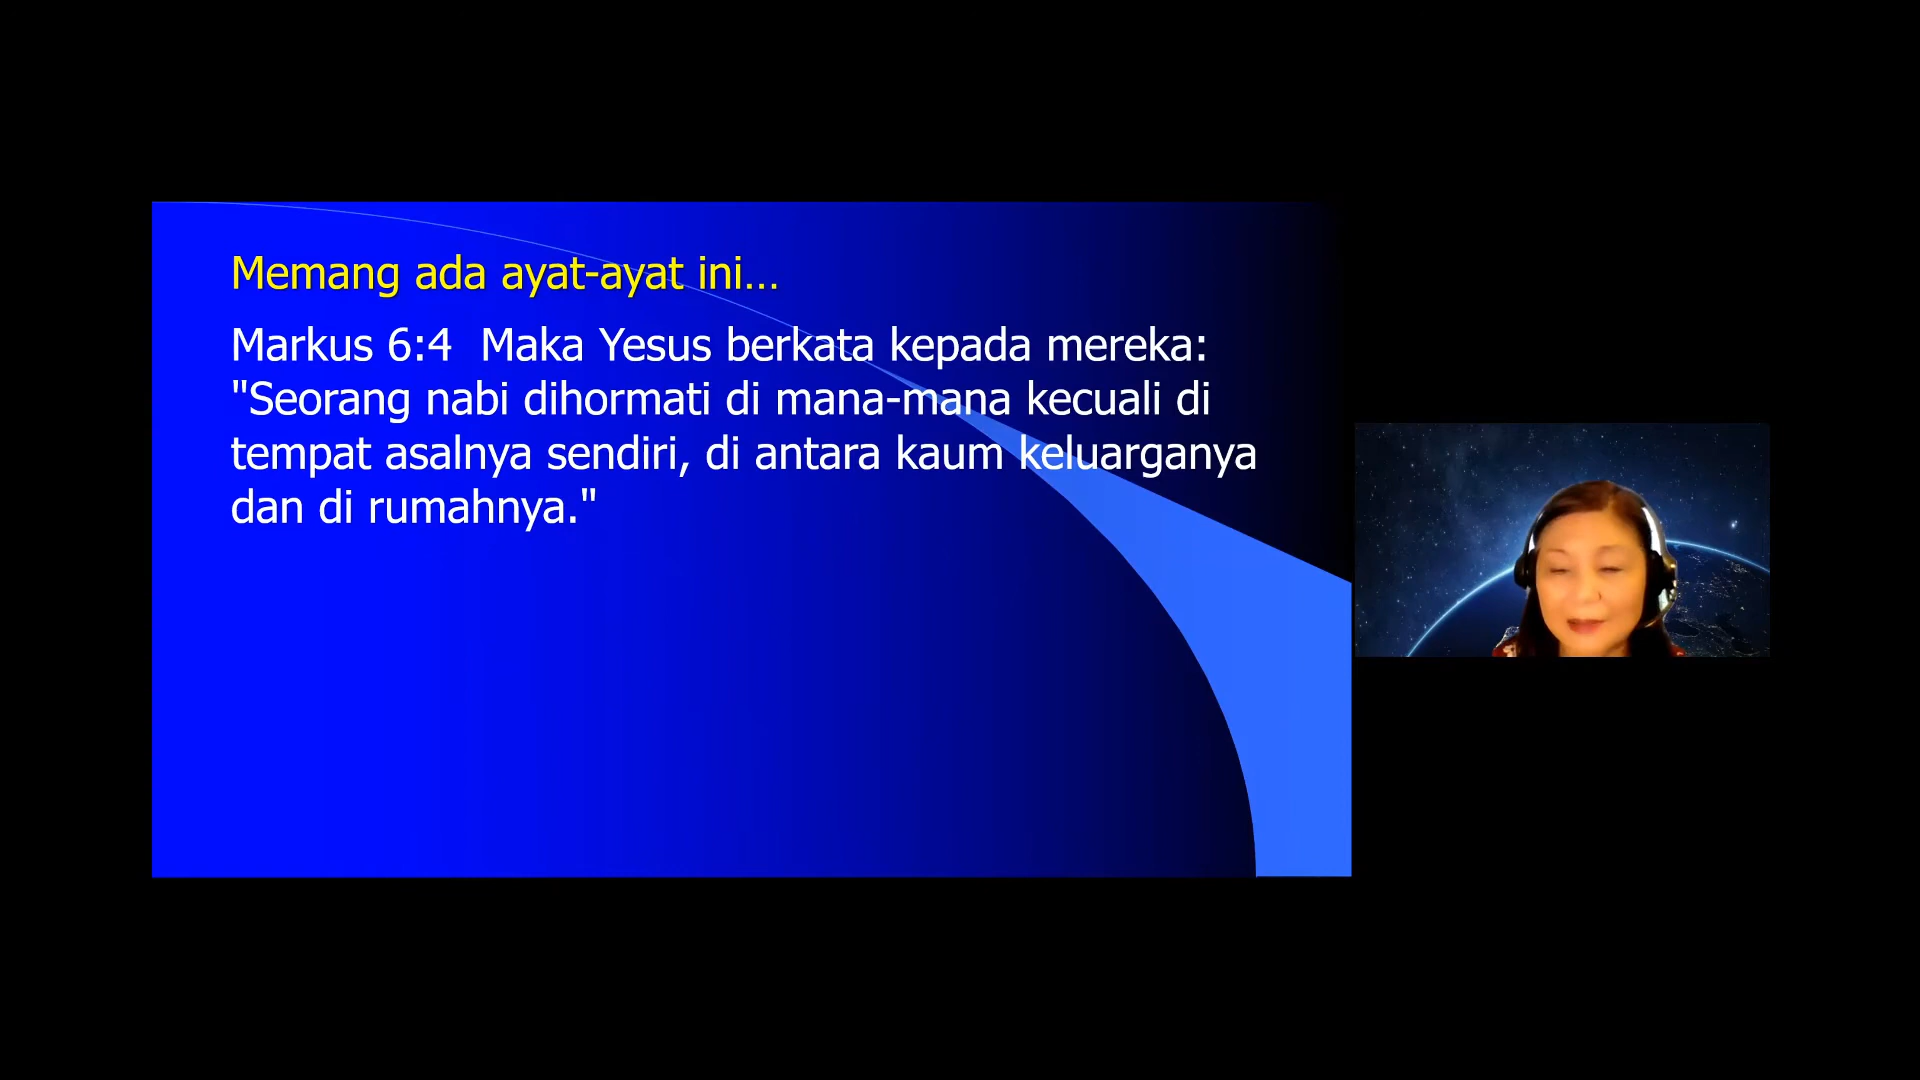 Memang ada ayat-ayat ini...
Markus 6:4  Maka Yesus berkata kepada mereka:
"Seorang nabi dihormati di mana-mana kecuali di
tempat asalnya sendiri, di antara kaum keluarganya
dan di rumahnya."